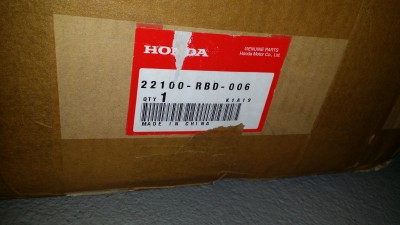 HONDA
GENUINE PARTS
Honda Motor Co., Ltd.
22100-RBD-006
QTY 1
MADE IN CHINA